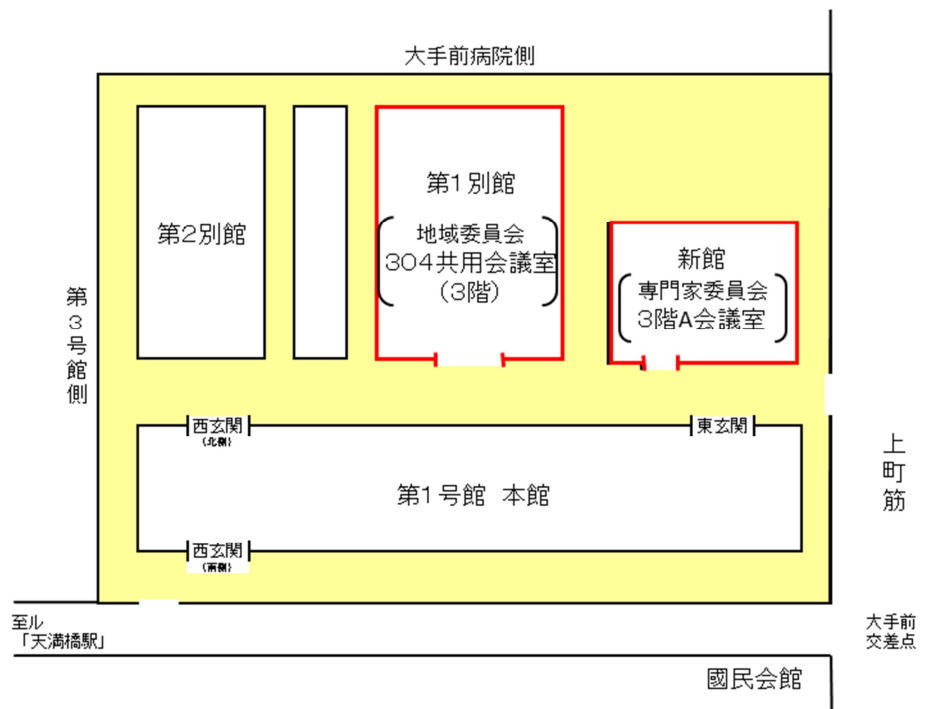 大手前病院側
第1別館
地域委員会
304共用会議室
(3階)
第2別館
新館
専門家委員会
3階A会議室
第3号館側
西玄関
(北側)
東玄関
第1号館 本館
上町筋
西玄関
(南側)
至ル
「天満橋駅」
大手前
交差点
國民会館